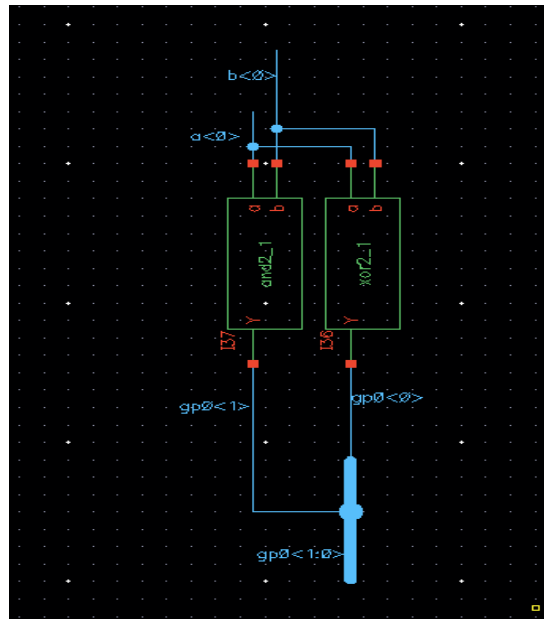 b<0>
a<0>
a
b
a
b
and2_1
xor2_1
Y
Y
I37
I36
gp0<1>
gp0<0>
gp0<1:0>